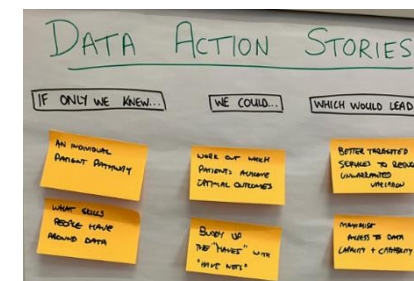 DATA ACTION STORIES
IF ONLY WE KNEW...
WE COULD...
WHICH WOULD LEAD
AN INDIVIDUAL
PATIENT PATHWAY
WORK OUT WHICH
PATIENTS ACHIEVE
OPTIMAL OUTCOMES
BETTER TARGETED
SERVICES TO REDUC
UNWARRANTED
VARIATION
WHAT SKILLS
PEOPLE HAVE
AROUND DATA
BUDDY UP
THE "HAVES" WITH
"HAVE NOTS"
MAXIMISE
ACCESS TO DATA
CAPACITY + CAPABILITY